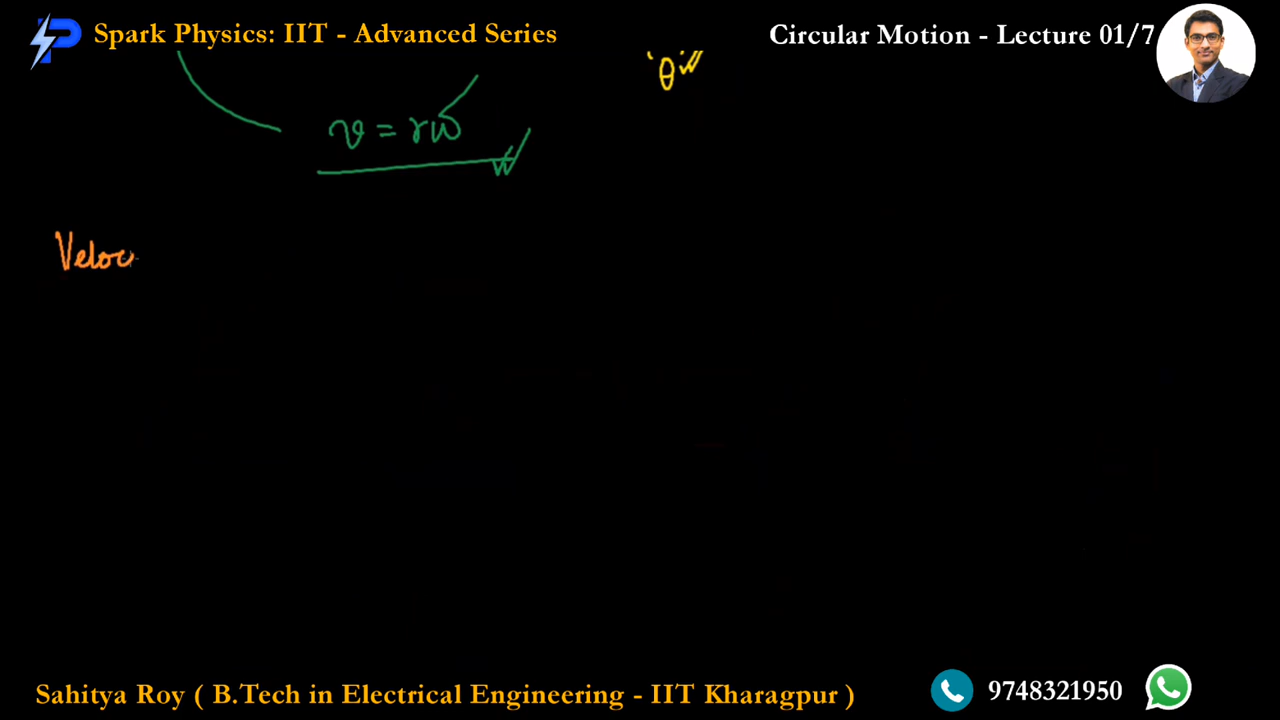 Spark Physics: IIT - Advanced Series
Circular Motion - Lecture 01/7
'θ'
v = rω
Veloc
Sahitya Roy ( B.Tech in Electrical Engineering - IIT Kharagpur )
9748321950